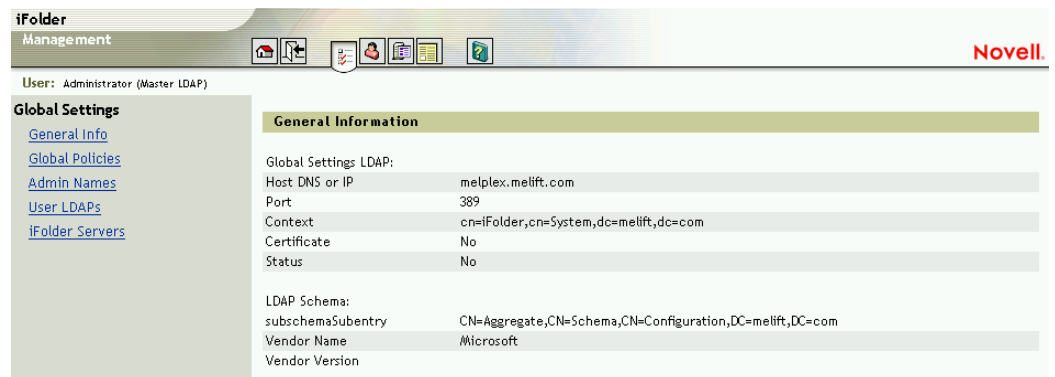 iFolder
Management
Novell.
User: Administrator (Master LDAP)
Global Settings
General Info
Global Policies
Admin Names
User LDAPs
iFolder Servers
General Information
Global Settings LDAP:
Host DNS or IP melplex.melift.com
Port 389
Context cn=iFolder,cn=System,dc=melift,dc=com
Certificate No
Status No
LDAP Schema:
subschemaSubentry CN=Aggregate,CN=Schema,CN=Configuration,DC=melift,DC=com
Vendor Name Microsoft
Vendor Version